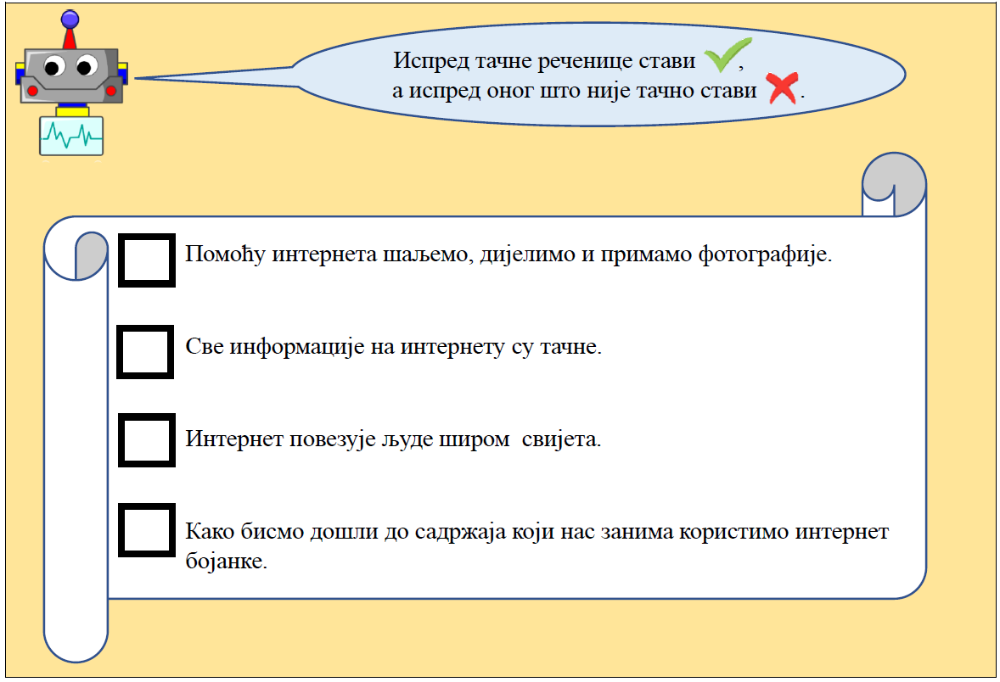 Испред тачне реченице стави ✔,
а испред оног што није тачно стави ❌.
Помоћу интернета шаљемо, дијелимо и примамо фотографије.
Све информације на интернету су тачне.
Интернет повезује људе широм  свијета.
Како бисмо дошли до садржаја који нас занима користимо интернет
бојанке.